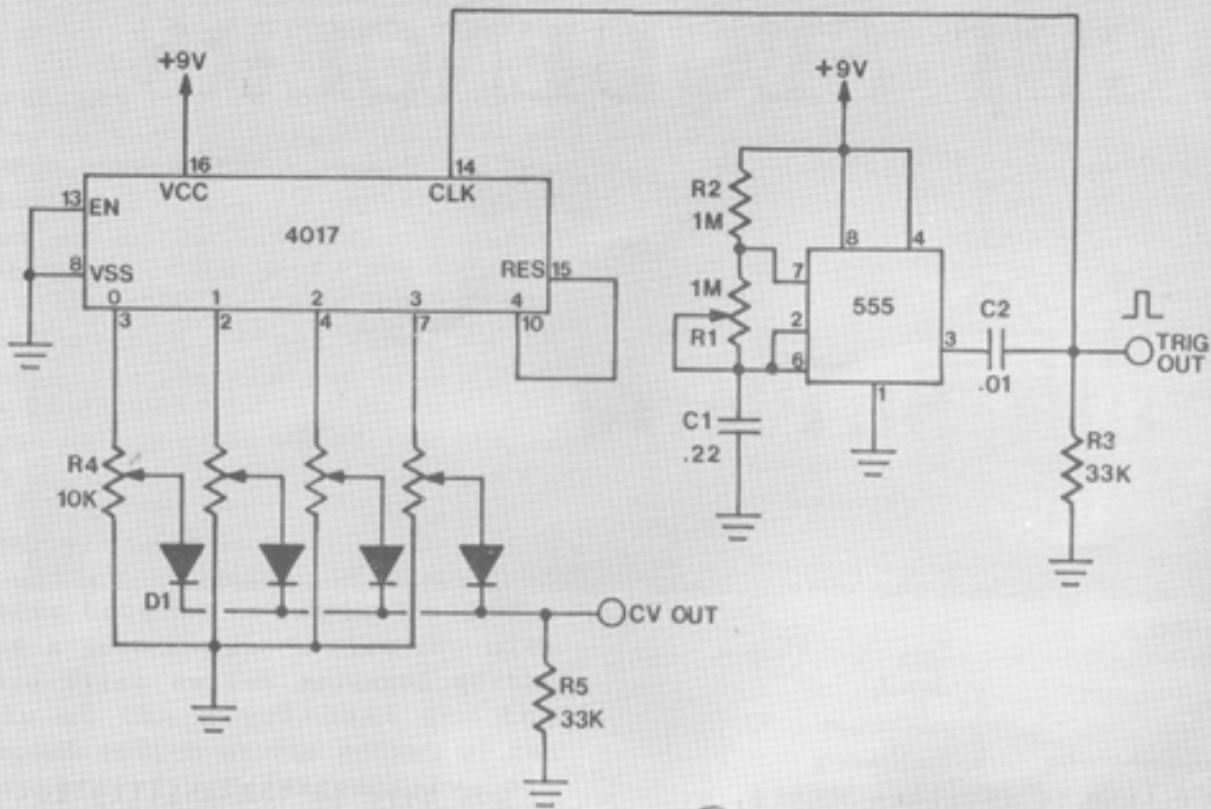 +9V
+9V
16
14
VCC
CLK
13
EN
4017
8
VSS
RES
15
0
1
2
3
4
3
2
4
7
10
R2
1M
8
4
7
1M
555
2
R1
6
3
C2
.01
TRIG
OUT
1
C1
.22
R3
33K
R4
10K
D1
CV OUT
R5
33K